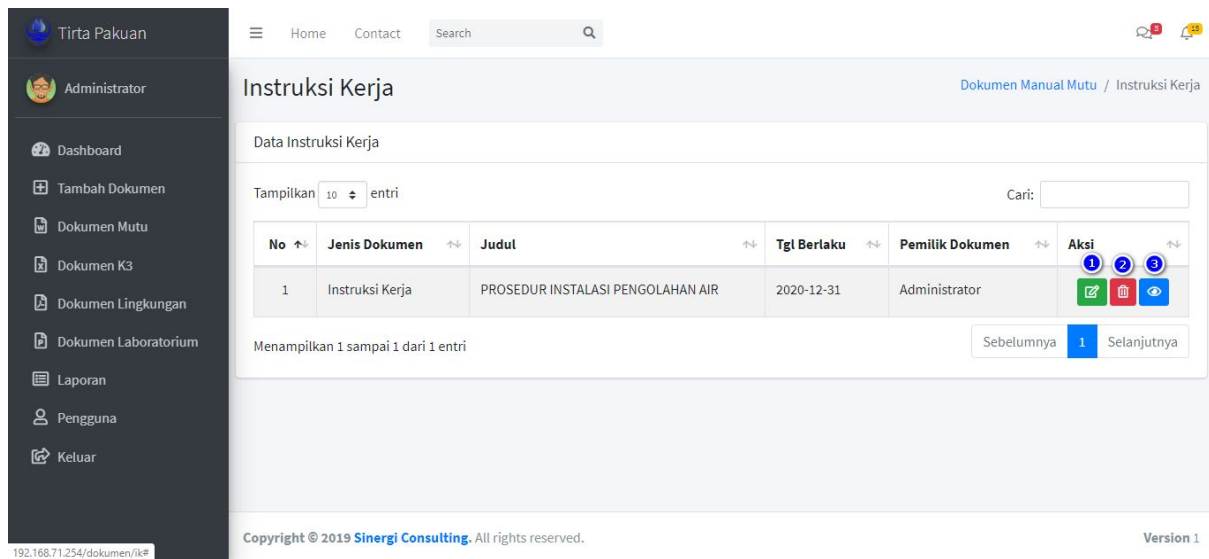 Tirta Pakuan
Home Contact Search
5 15
Administrator
Instruksi Kerja
Dokumen Manual Mutu / Instruksi Kerja
Dashboard
Tambah Dokumen
Dokumen Mutu
Dokumen K3
Dokumen Lingkungan
Dokumen Laboratorium
Laporan
Pengguna
Keluar
Data Instruksi Kerja
Tampilkan 10 entri
Cari:
No Jenis Dokumen Judul Tgl Berlaku Pemilik Dokumen Aksi
1 2 3
1 Instruksi Kerja PROSEDUR INSTALASI PENGOLAHAN AIR 2020-12-31 Administrator
Menampilkan 1 sampai 1 dari 1 entri
Sebelumnya 1 Selanjutnya
Copyright © 2019 Sinergi Consulting. All rights reserved.
Version 1
192.168.71.254/dokumen/ik#